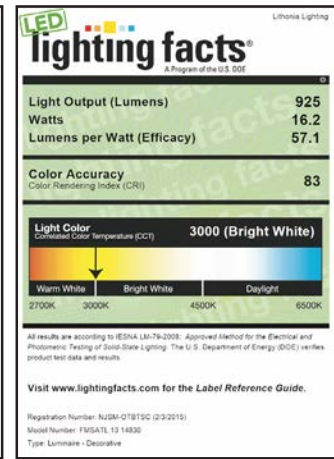 Lithonia Lighting
LED
lighting facts®
A Program of the U.S. DOE
Light Output (Lumens) 925
Watts 16.2
Lumens per Watt (Efficacy) 57.1
Color Accuracy
Color Rendering Index (CRI) 83
Light Color
Correlated Color Temperature (CCT) 3000 (Bright White)
Warm White Bright White Daylight
2700K 3000K 4500K 6500K
All results are according to IESNA LM-79-2008: Approved Method for the Electrical and
Photometric Testing of Solid-State Lighting. The U.S. Department of Energy (DOE) verifies
product test data and results.
Visit www.lightingfacts.com for the Label Reference Guide.
Registration Number: NJSM-OTBTSC (2/3/2015)
Model Number: FMSATL 13 14830
Type: Luminaire - Decorative